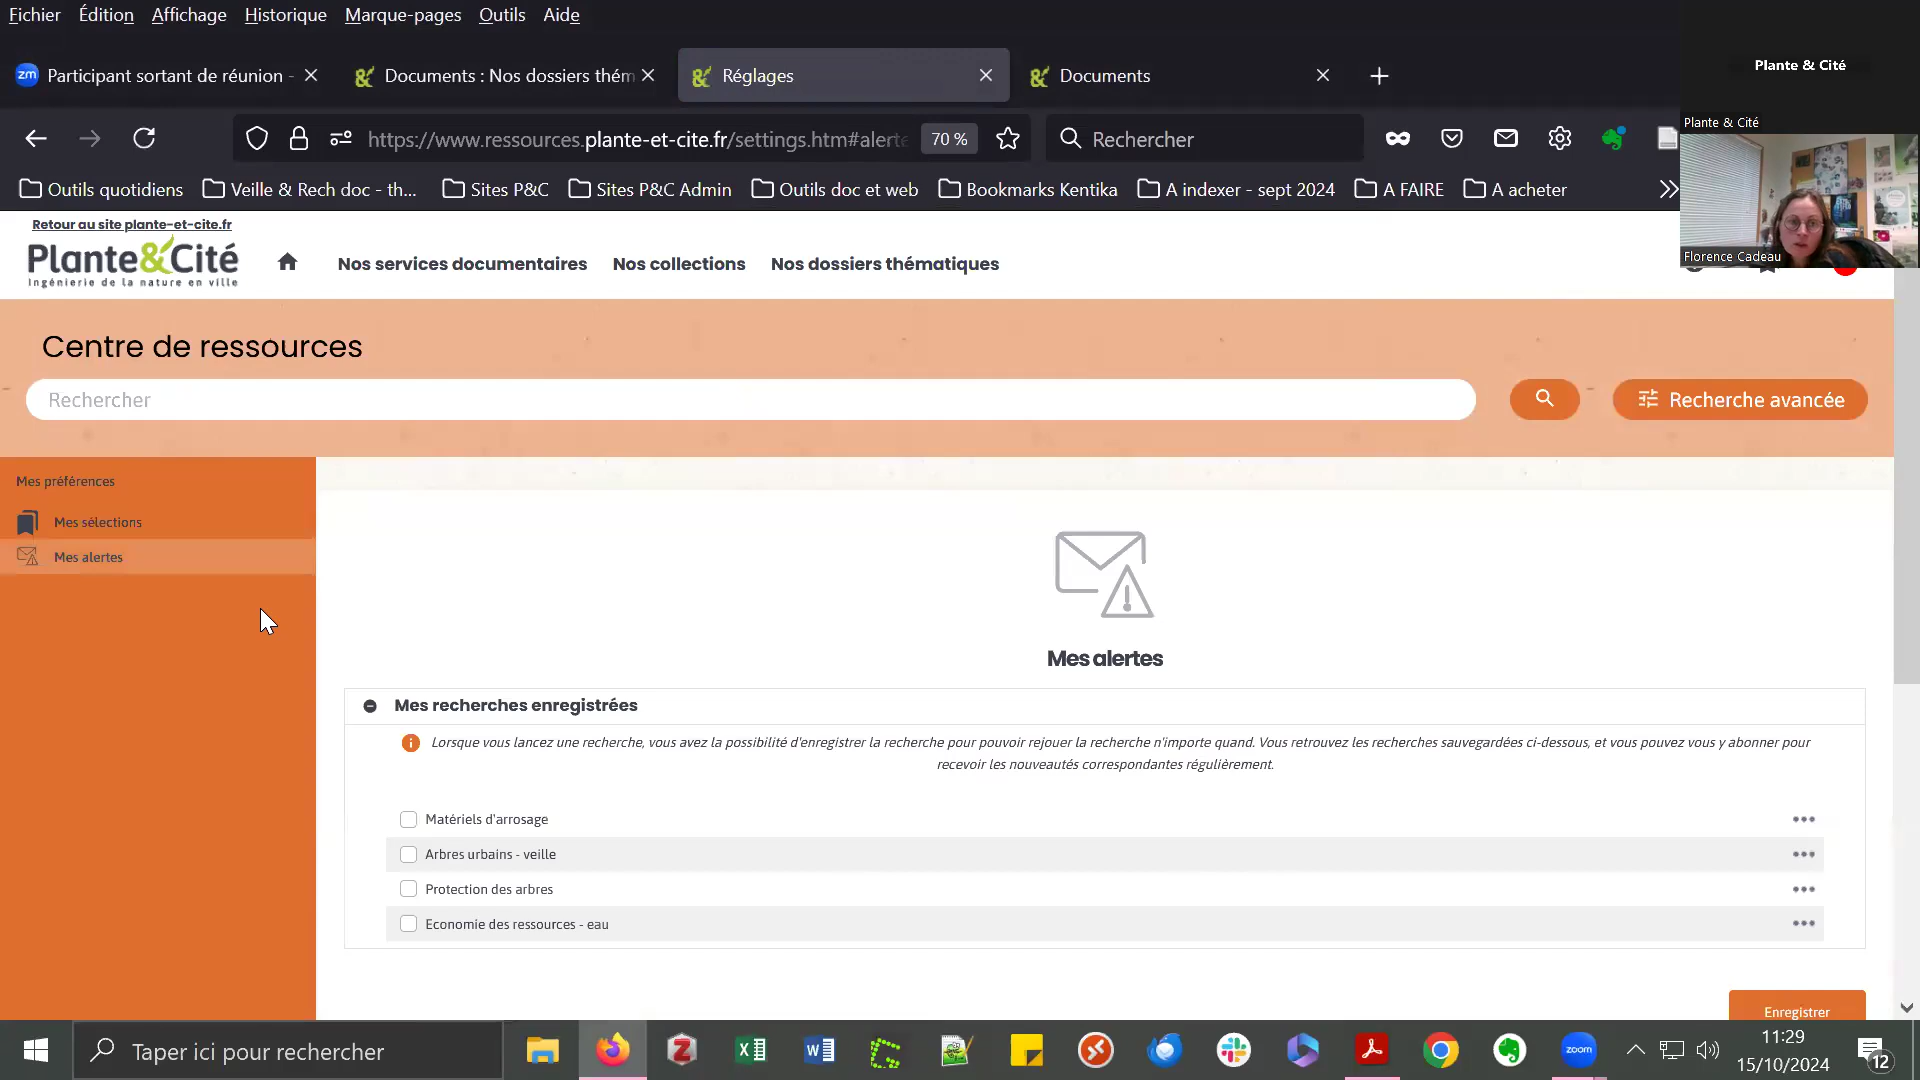 Fichier Édition Affichage Historique Marque-pages Outils Aide
Plante & Cité
zm Participant sortant de réunion -
Documents : Nos dossiers thém
Réglages
Documents
https://www.ressources.plante-et-cite.fr/settings.htm#alerte
70 %
Rechercher
Plante & Cité
Outils quotidiens
Veille & Rech doc - th...
Sites P&C
Sites P&C Admin
Outils doc et web
Bookmarks Kentika
A indexer - sept 2024
A FAIRE
A acheter
Florence Cadeau
Retour au site plante-et-cite.fr
Plante&Cité
Ingénierie de la nature en ville
Nos services documentaires
Nos collections
Nos dossiers thématiques
Centre de ressources
Rechercher
Recherche avancée
Mes préférences
Mes sélections
Mes alertes
Mes alertes
Mes recherches enregistrées
Lorsque vous lancez une recherche, vous avez la possibilité d'enregistrer la recherche pour pouvoir rejouer la recherche n'importe quand. Vous retrouvez les recherches sauvegardées ci-dessous, et vous pouvez vous y abonner pour
recevoir les nouveautés correspondantes régulièrement.
Matériels d'arrosage
Arbres urbains - veille
Protection des arbres
Economie des ressources - eau
Enregistrer
Taper ici pour rechercher
zoom
11:29
15/10/2024
12